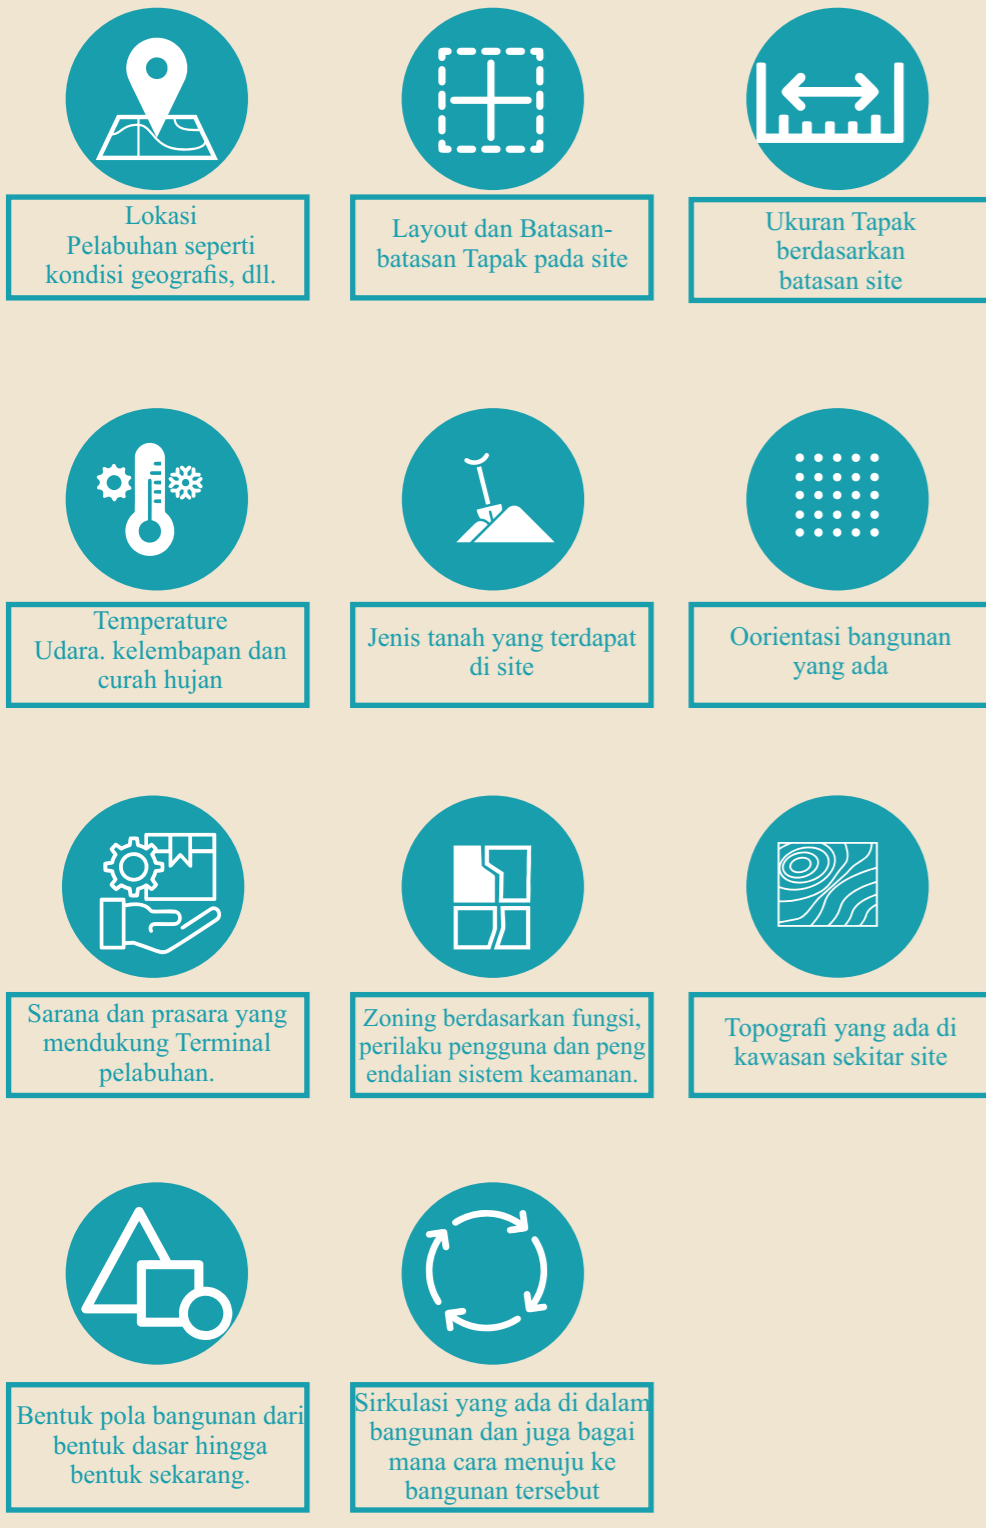 Lokasi
Pelabuhan seperti
kondisi geografis, dll.
Layout dan Batasan-
batasan Tapak pada site
Ukuran Tapak
berdasarkan
batasan site
Temperature
Udara. kelembapan dan
curah hujan
Jenis tanah yang terdapat
di site
Oorientasi bangunan
yang ada
Sarana dan prasara yang
mendukung Terminal
pelabuhan.
Zoning berdasarkan fungsi,
perilaku pengguna dan peng
endalian sistem keamanan.
Topografi yang ada di
kawasan sekitar site
Bentuk pola bangunan dari
bentuk dasar hingga
bentuk sekarang.
Sirkulasi yang ada di dalam
bangunan dan juga bagai
mana cara menuju ke
bangunan tersebut